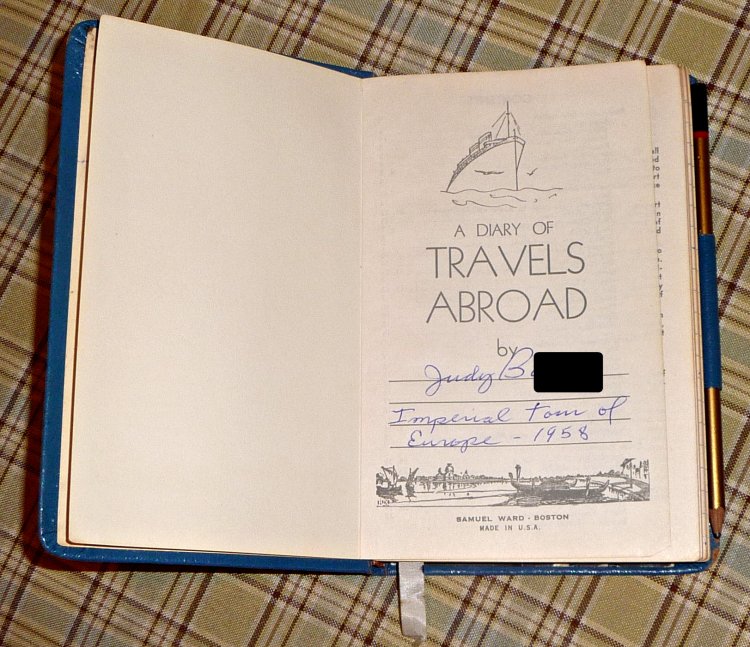 A DIARY OF
TRAVELS
ABROAD
by
Judy
Imperial tour of
Europe - 1958
SAMUEL WARD - BOSTON
MADE IN U.S.A.